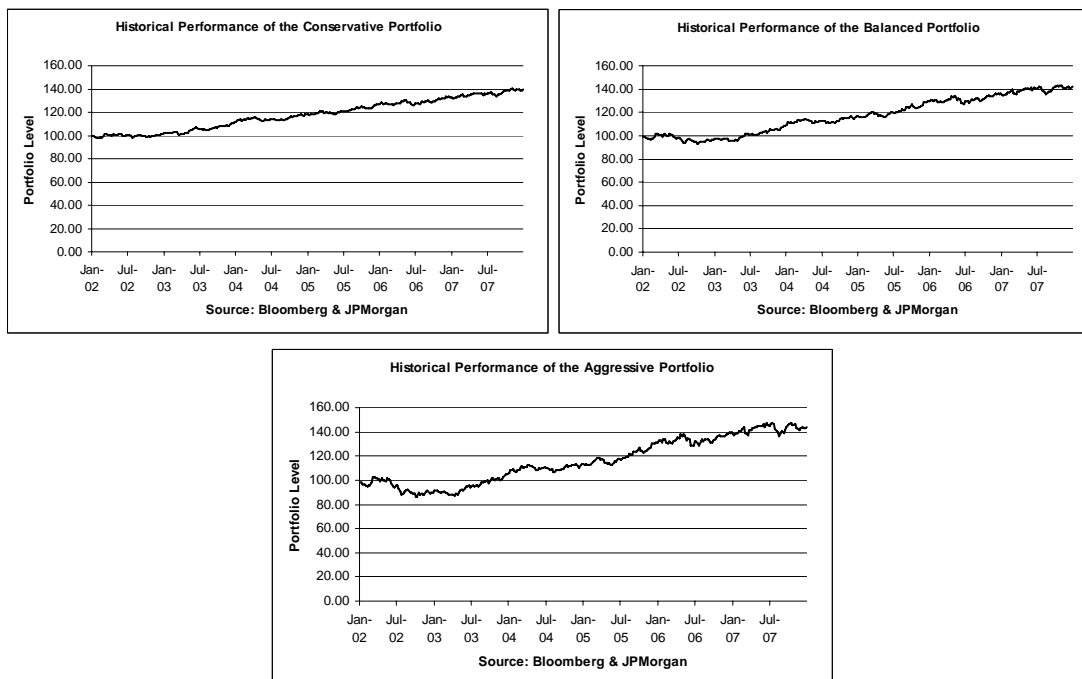 Historical Performance of the Conservative Portfolio
160.00
140.00
120.00
100.00
80.00
60.00
40.00
20.00
0.00
Portfolio Level
Jan- Jul- Jan- Jul- Jan- Jul- Jan- Jul- Jan- Jul- Jan- Jul-
02 02 03 03 04 04 05 05 06 06 07 07
Source: Bloomberg & JPMorgan
Historical Performance of the Balanced Portfolio
160.00
140.00
120.00
100.00
80.00
60.00
40.00
20.00
0.00
Portfolio Level
Jan- Jul- Jan- Jul- Jan- Jul- Jan- Jul- Jan- Jul- Jan- Jul-
02 02 03 03 04 04 05 05 06 06 07 07
Source: Bloomberg & JPMorgan
Historical Performance of the Aggressive Portfolio
160.00
140.00
120.00
100.00
80.00
60.00
40.00
20.00
0.00
Portfolio Level
Jan- Jul- Jan- Jul- Jan- Jul- Jan- Jul- Jan- Jul- Jan- Jul-
02 02 03 03 04 04 05 05 06 06 07 07
Source: Bloomberg & JPMorgan